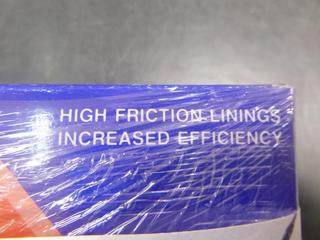 HIGH FRICTION LININGS
INCREASED EFFICIENCY